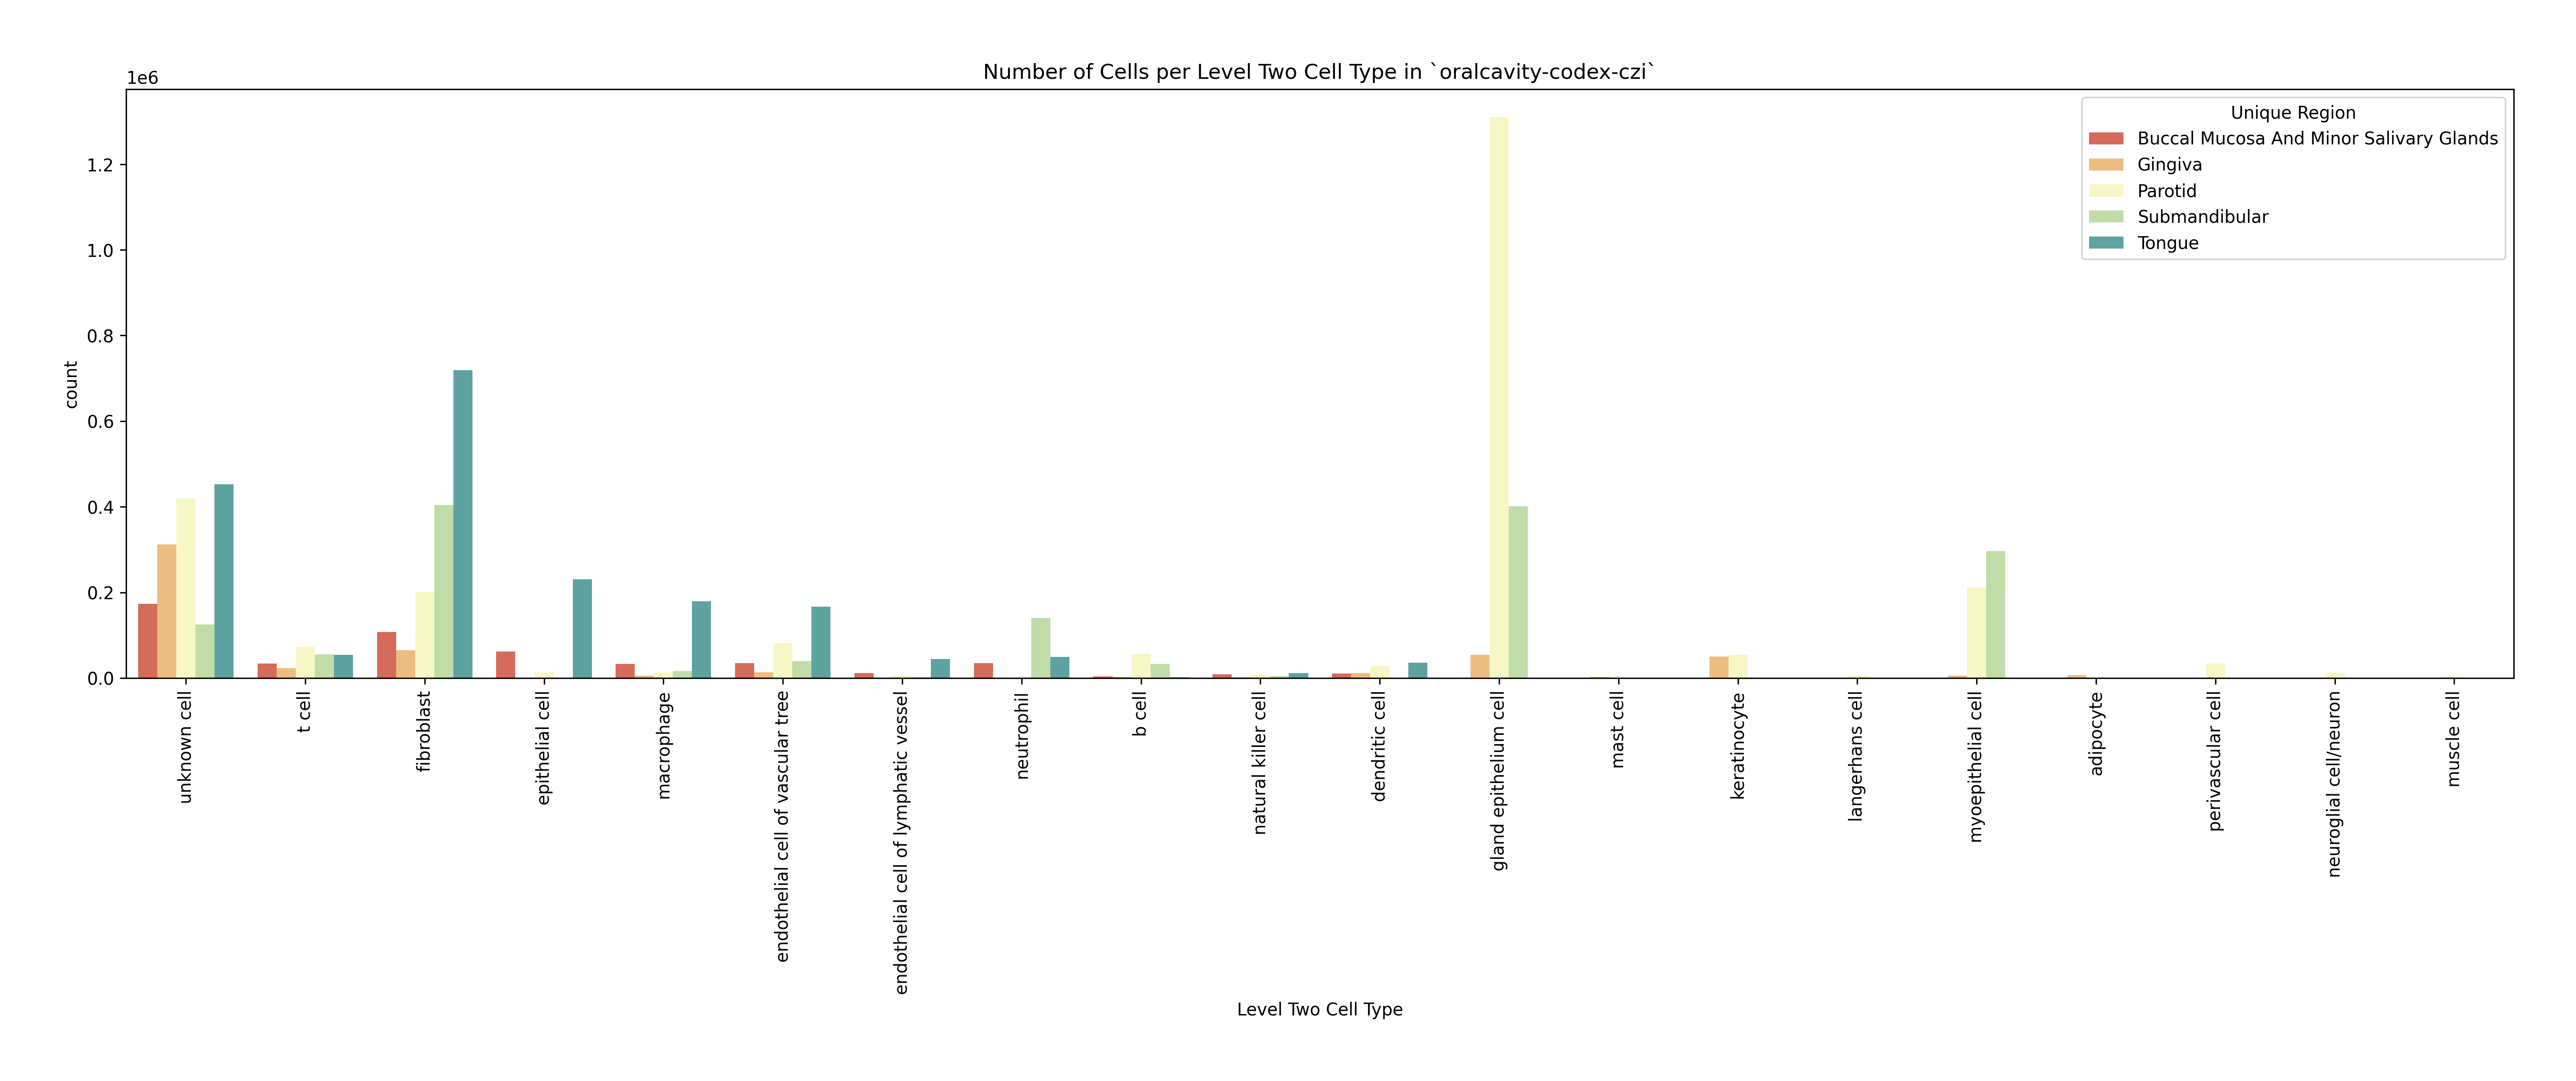 Number of Cells per Level Two Cell Type in `oralcavity-codex-czi`
1e6
Unique Region
Buccal Mucosa And Minor Salivary Glands
Gingiva
Parotid
Submandibular
Tongue
1.2
1.0
0.8
0.6
0.4
0.2
0.0
count
unknown cell
t cell
fibroblast
epithelial cell
macrophage
endothelial cell of vascular tree
endothelial cell of lymphatic vessel
neutrophil
b cell
natural killer cell
dendritic cell
gland epithelium cell
mast cell
keratinocyte
langerhans cell
myoepithelial cell
adipocyte
perivascular cell
neuroglial cell/neuron
muscle cell
Level Two Cell Type